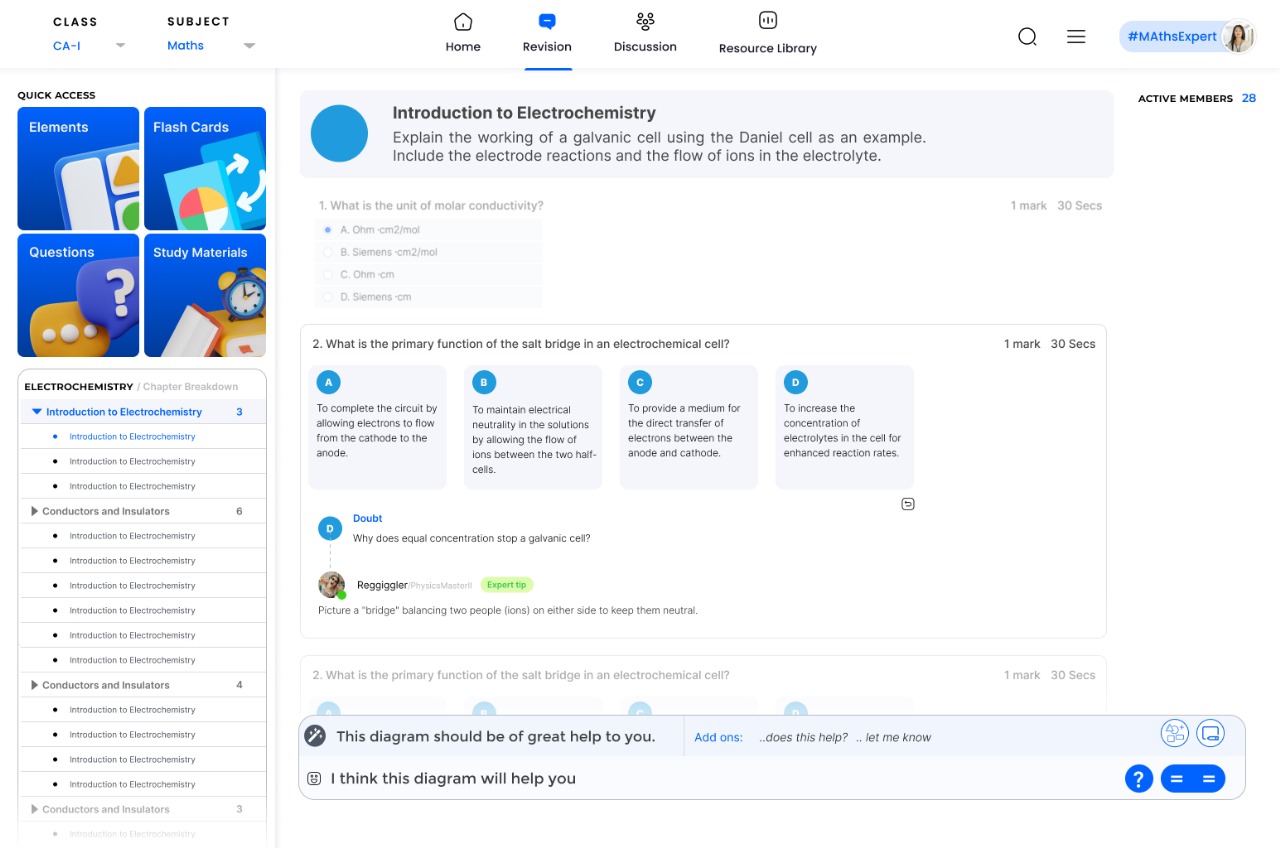 CLASS
SUBJECT
CA-I
Maths
Home
Revision
Discussion
Resource Library
#MAthsExpert
QUICK ACCESS
Elements
Flash Cards
Questions
Study Materials
ELECTROCHEMISTRY / Chapter Breakdown
Introduction to Electrochemistry 3
Introduction to Electrochemistry
Introduction to Electrochemistry
Introduction to Electrochemistry
Conductors and Insulators 6
Introduction to Electrochemistry
Introduction to Electrochemistry
Introduction to Electrochemistry
Introduction to Electrochemistry
Introduction to Electrochemistry
Introduction to Electrochemistry
Conductors and Insulators 4
Introduction to Electrochemistry
Introduction to Electrochemistry
Introduction to Electrochemistry
Introduction to Electrochemistry
Conductors and Insulators 3
Introduction to Electrochemistry
Introduction to Electrochemistry
Explain the working of a galvanic cell using the Daniel cell as an example.
Include the electrode reactions and the flow of ions in the electrolyte.
ACTIVE MEMBERS 28
1. What is the unit of molar conductivity? 1 mark 30 Secs
A. Ohm ·cm2/mol
B. Siemens ·cm2/mol
C. Ohm ·cm
D. Siemens ·cm
2. What is the primary function of the salt bridge in an electrochemical cell? 1 mark 30 Secs
A
To complete the circuit by
allowing electrons to flow
from the cathode to the
anode.
B
To maintain electrical
neutrality in the solutions
by allowing the flow of
ions between the two half-
cells.
C
To provide a medium for
the direct transfer of
electrons between the
anode and cathode.
D
To increase the
concentration of
electrolytes in the cell for
enhanced reaction rates.
D
Doubt
Why does equal concentration stop a galvanic cell?
Reggiggler/PhysicsMasterII Expert tip
Picture a "bridge" balancing two people (ions) on either side to keep them neutral.
2. What is the primary function of the salt bridge in an electrochemical cell? 1 mark 30 Secs
A B C D
This diagram should be of great help to you.
Add ons: ..does this help? .. let me know
I think this diagram will help you
? = =